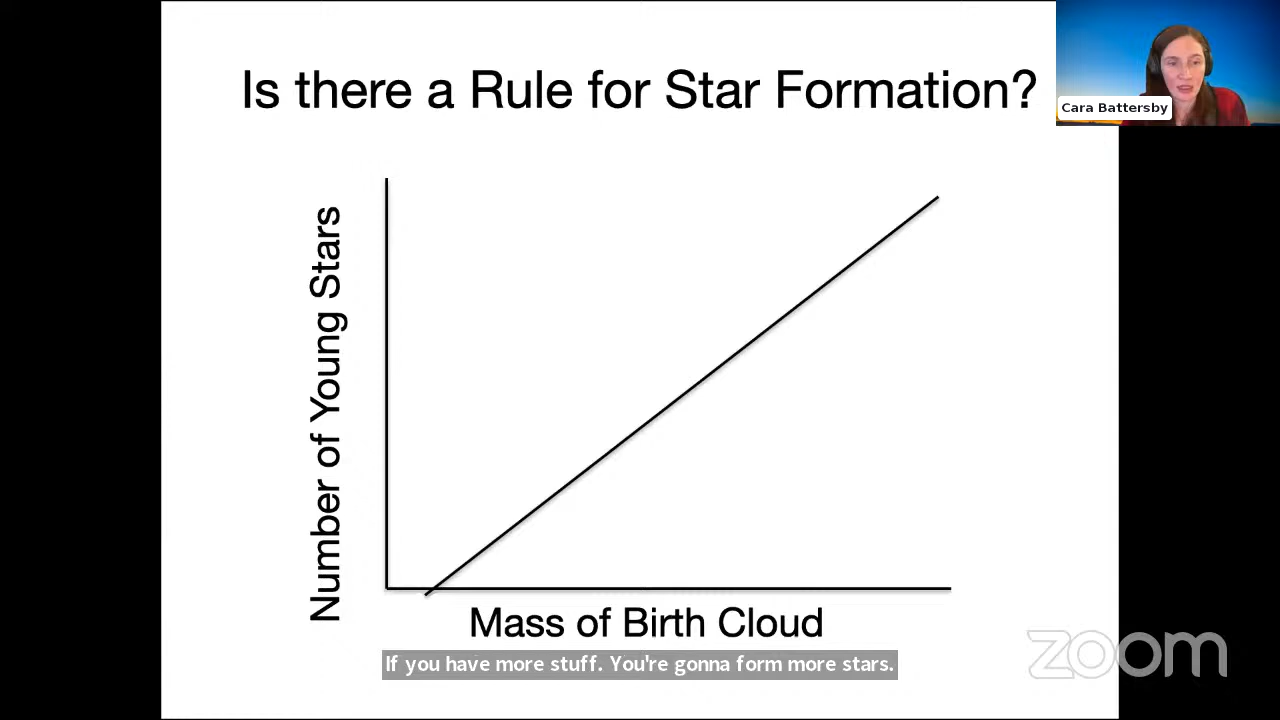 Is there a Rule for Star Formation?
Cara Battersby
Number of Young Stars
Mass of Birth Cloud
If you have more stuff. You're gonna form more stars.
zoom